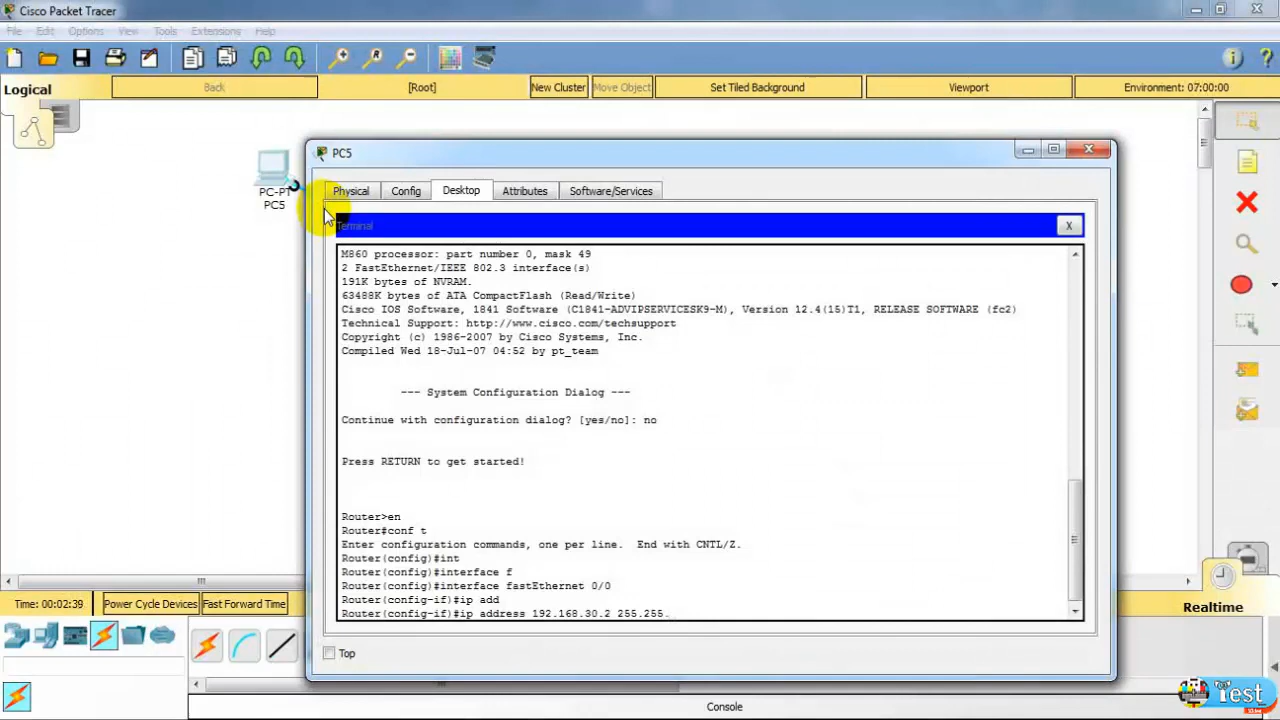 Cisco Packet Tracer
File Edit Options View Tools Extensions Help
Logical
Back
[Root]
New Cluster
Move Object
Set Tiled Background
Viewport
Environment: 07:00:00
PC-PT
PC5
PC5
Physical
Config
Desktop
Attributes
Software/Services
Terminal
X
M860 processor: part number 0, mask 49
2 FastEthernet/IEEE 802.3 interface(s)
191K bytes of NVRAM.
63488K bytes of ATA CompactFlash (Read/Write)
Cisco IOS Software, 1841 Software (C1841-ADVIPSERVICESK9-M), Version 12.4(15)T1, RELEASE SOFTWARE (fc2)
Technical Support: http://www.cisco.com/techsupport
Copyright (c) 1986-2007 by Cisco Systems, Inc.
Compiled Wed 18-Jul-07 04:52 by pt_team
--- System Configuration Dialog ---
Continue with configuration dialog? [yes/no]: no
Press RETURN to get started!
Router>en
Router#conf t
Enter configuration commands, one per line.  End with CNTL/Z.
Router(config)#int
Router(config)#interface f
Router(config)#interface fastEthernet 0/0
Router(config-if)#ip add
Router(config-if)#ip address 192.168.30.2 255.255.
Top
Time: 00:02:39
Power Cycle Devices
Fast Forward Time
Realtime
Console
Test